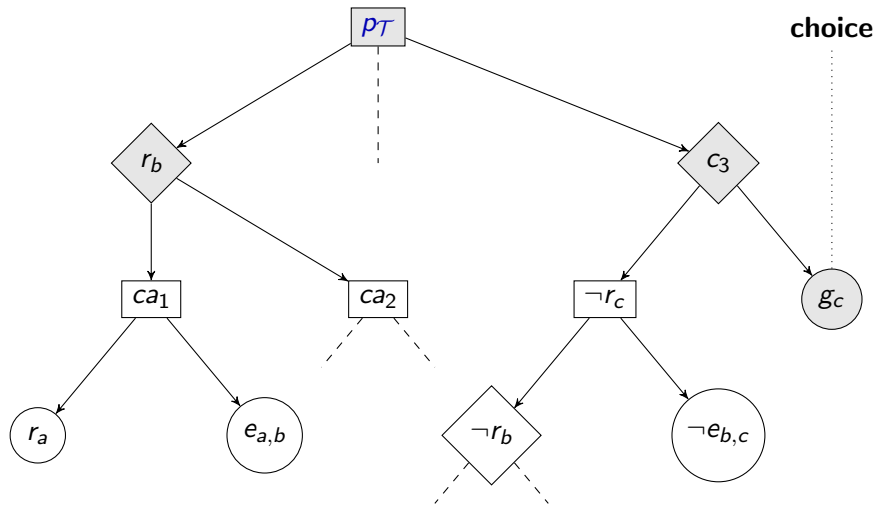 p_𝒯
choice
r_b
c_3
ca_1
ca_2
¬r_c
g_c
r_a
e_{a,b}
¬r_b
¬e_{b,c}